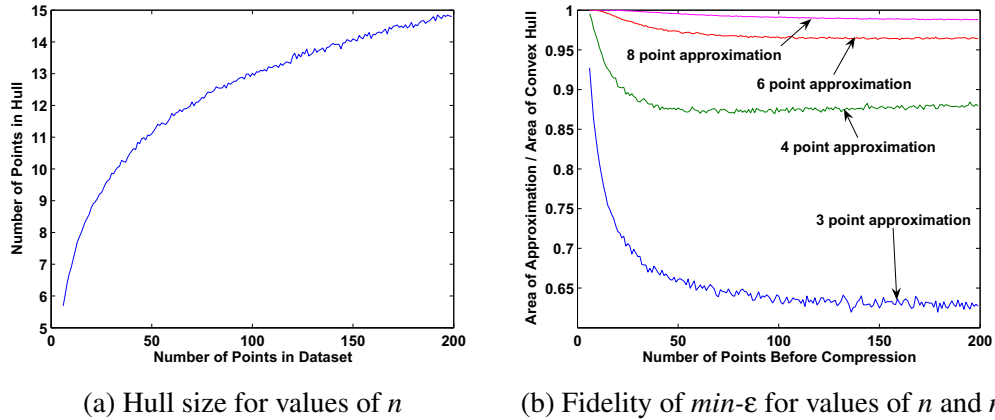 15
14
13
12
11
10
9
8
7
6
5
0
50
100
150
200
Number of Points in Hull
Number of Points in Dataset
(a) Hull size for values of n
1
0.95
0.9
0.85
0.8
0.75
0.7
0.65
0
50
100
150
200
Area of Approximation / Area of Convex Hull
8 point approximation
6 point approximation
4 point approximation
3 point approximation
Number of Points Before Compression
(b) Fidelity of min-ε for values of n and